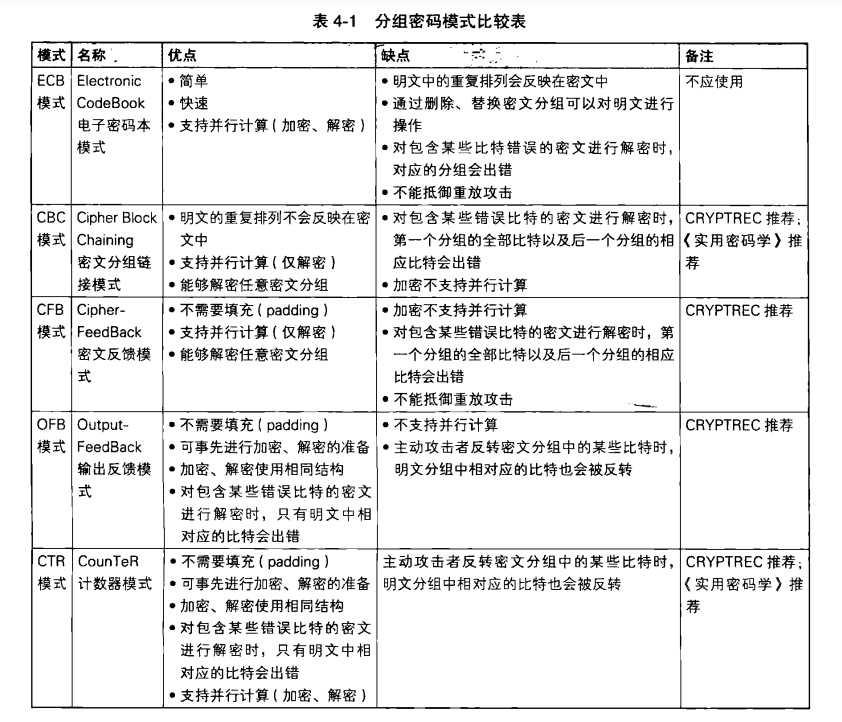 表 4-1 分组密码模式比较表
模式 名称 优点 缺点 备注
ECB 模式
Electronic
CodeBook
电子密码本
模式
• 简单
• 快速
• 支持并行计算（加密、解密）
• 明文中的重复排列会反映在密文中
• 通过删除、替换密文分组可以对明文进行
操作
• 对包含某些比特错误的密文进行解密时，
对应的分组会出错
• 不能抵御重放攻击
不应使用
CBC
模式
Cipher Block
Chaining
密文分组链
接模式
• 明文的重复排列不会反映在密
文中
• 支持并行计算（仅解密）
• 能够解密任意密文分组
• 对包含某些错误比特的密文进行解密时，
第一个分组的全部比特以及后一个分组的相
应比特会出错
• 加密不支持并行计算
CRYPTREC 推荐；
《实用密码学》推
荐
CFB
模式
Cipher-
FeedBack
密文反馈模
式
• 不需要填充（padding）
• 支持并行计算（仅解密）
• 能够解密任意密文分组
• 加密不支持并行计算
• 对包含某些错误比特的密文进行解密时，第
一个分组的全部比特以及后一个分组的相应
比特会出错
• 不能抵御重放攻击
CRYPTREC 推荐
OFB
模式
Output-
FeedBack
输出反馈模
式
• 不需要填充（padding）
• 可事先进行加密、解密的准备
• 加密、解密使用相同结构
• 对包含某些错误比特的密文
进行解密时，只有明文中相
对应的比特会出错
• 不支持并行计算
• 主动攻击者反转密文分组中的某些比特时，
明文分组中相对应的比特也会被反转
CRYPTREC 推荐
CTR
模式
CounTeR
计数器模式
• 不需要填充（padding）
• 可事先进行加密、解密的准备
• 加密、解密使用相同结构
• 对包含某些错误比特的密文
进行解密时，只有明文中相
对应的比特会出错
• 支持并行计算（加密、解密）
主动攻击者反转密文分组中的某些比特时，
明文分组中相对应的比特也会被反转
CRYPTREC 推荐；
《实用密码学》推
荐